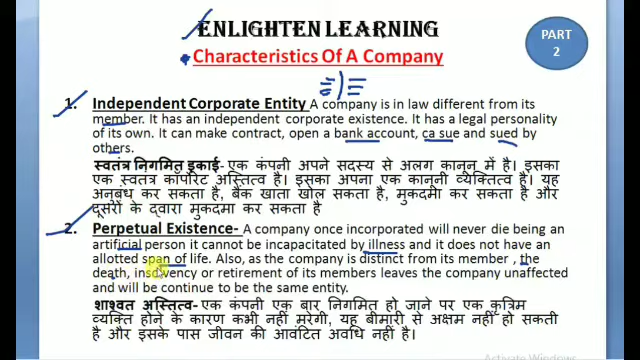 ENLIGHTEN LEARNING
Characteristics Of A Company
PART
2
1. Independent Corporate Entity A company is in law different from its
member. It has an independent corporate existence. It has a legal personality
of its own. It can make contract, open a bank account, ca sue and sued by
others.
स्वतंत्र निगमित इकाई- एक कंपनी अपने सदस्य से अलग कानून में है। इसका
एक स्वतंत्र कॉर्पोरेट अस्तित्व है। इसका अपना एक कानूनी व्यक्तित्व है। यह
अनुबंध कर सकता है, बैंक खाता खोल सकता है, मुकदमा कर सकता है और
दूसरों के द्वारा मुकदमा कर सकता है
2. Perpetual Existence- A company once incorporated will never die being an
artificial person it cannot be incapacitated by illness and it does not have an
allotted span of life. Also, as the company is distinct from its member , the
death, insolvency or retirement of its members leaves the company unaffected
and will be continue to be the same entity.
शाश्वत अस्तित्व- एक कंपनी एक बार निगमित हो जाने पर एक कृत्रिम
व्यक्ति होने के कारण कभी नहीं मरेगी, यह बीमारी से अक्षम नहीं हो सकती
है और इसके पास जीवन की आवंटित अवधि नहीं है।
Activate Windows